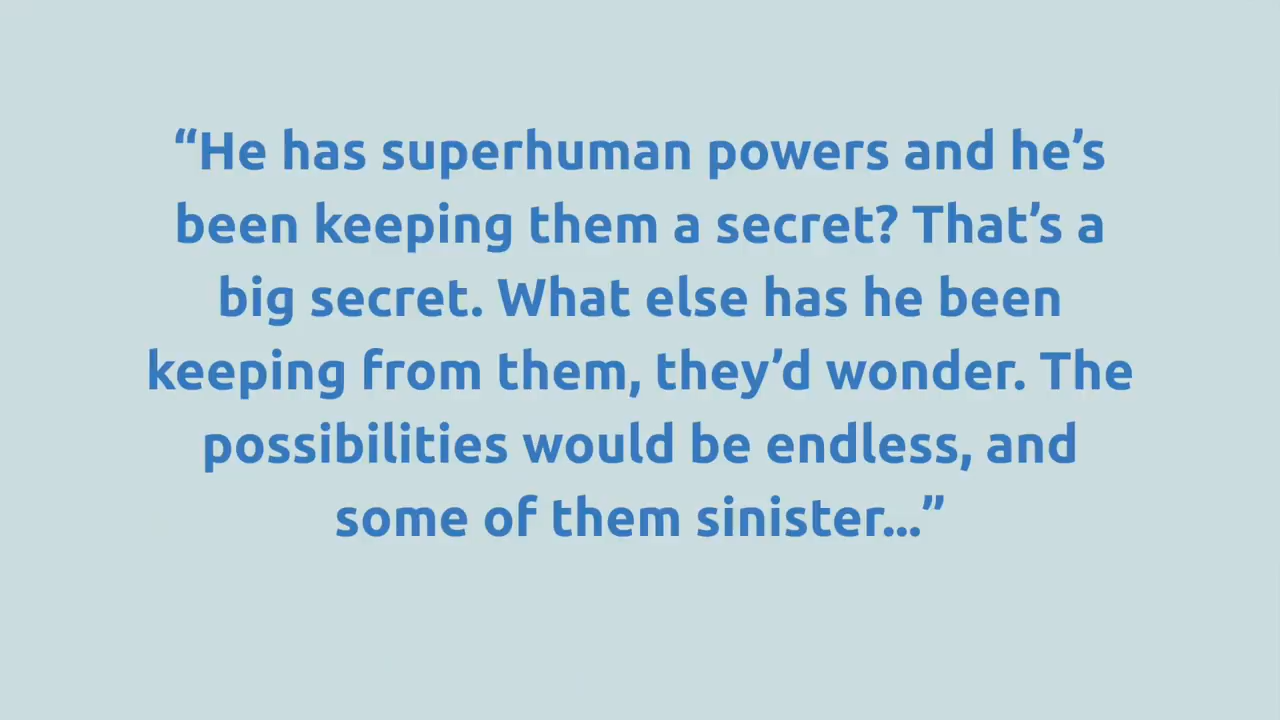 “He has superhuman powers and he’s
been keeping them a secret? That’s a
big secret. What else has he been
keeping from them, they’d wonder. The
possibilities would be endless, and
some of them sinister...”